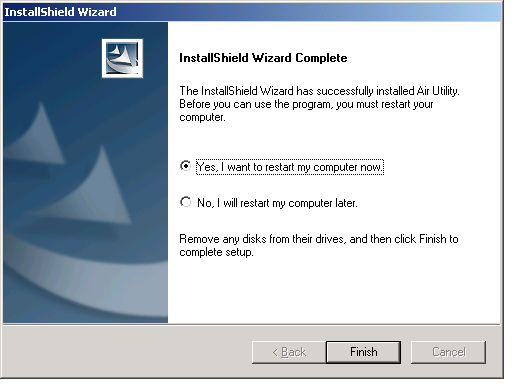 InstallShield Wizard
InstallShield Wizard Complete
The InstallShield Wizard has successfully installed Air Utility.
Before you can use the program, you must restart your
computer.
Yes, I want to restart my computer now.
No, I will restart my computer later.
Remove any disks from their drives, and then click Finish to
complete setup.
< Back Finish Cancel